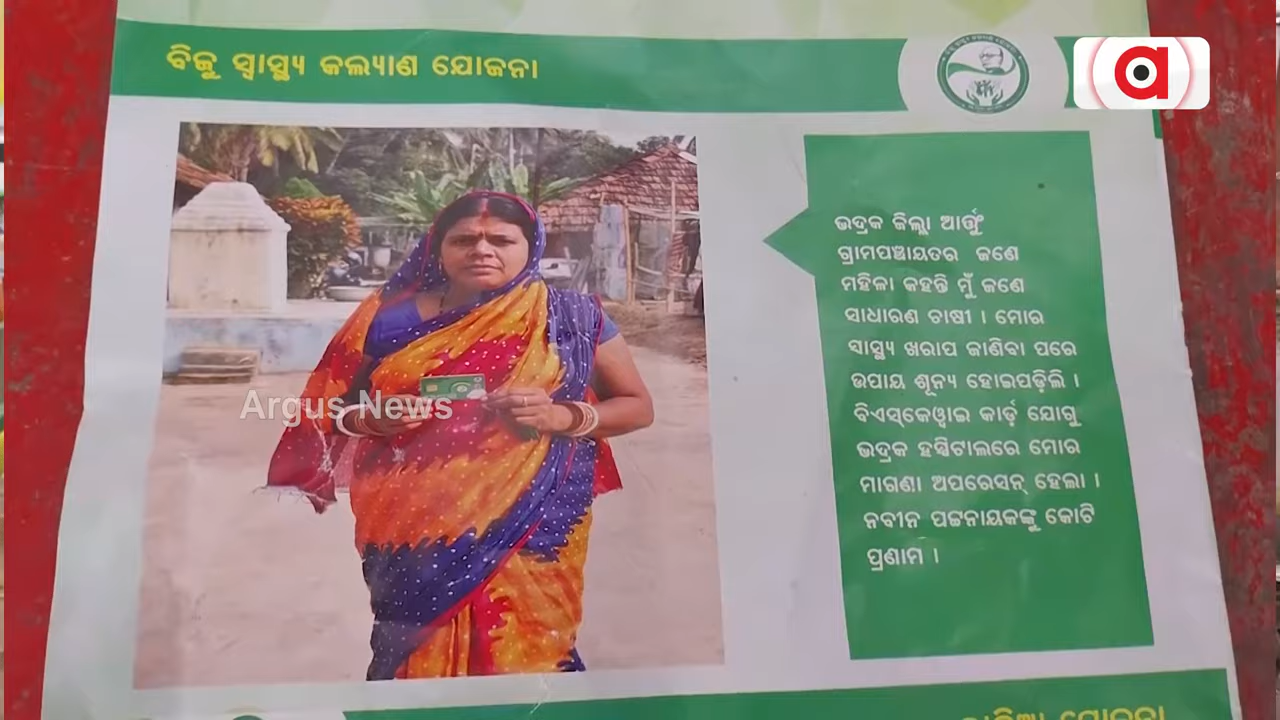 ବିଜୁ ସ୍ୱାସ୍ଥ୍ୟ କଲ୍ୟାଣ ଯୋଜନା
a
ଭଦ୍ରକ ଜିଲ୍ଲା ଆର୍ଣ୍ଡୁଁ
ଗ୍ରାମପଞ୍ଚାୟତର ଜଣେ
ମହିଳା କହନ୍ତି ମୁଁ ଜଣେ
ସାଧାରଣ ଚାଷୀ । ମୋର
ସ୍ୱାସ୍ଥ୍ୟ ଖରାପ ଜାଣିବା ପରେ
ଉପାୟ ଶୂନ୍ୟ ହୋଇପଡ଼ିଲି ।
ବିଏସ୍‌କେଓ୍ୱାଇ କାର୍ଡ଼ ଯୋଗୁ
ଭଦ୍ରକ ହସ୍ପିଟାଲରେ ମୋର
ମାଗଣା ଅପରେସନ୍ ହେଲା ।
ନବୀନ ପଟ୍ଟନାୟକଙ୍କୁ କୋଟି
ପ୍ରଣାମ ।
Argus News
ଯୋଜନା